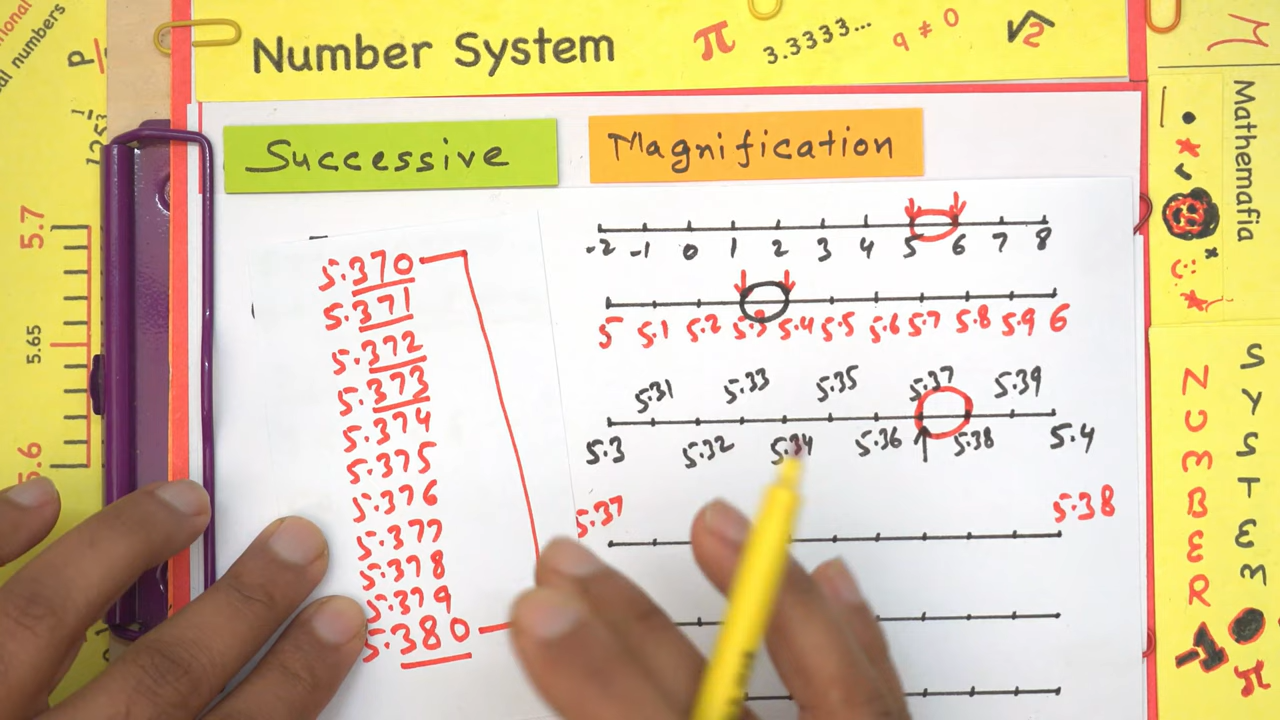 Number System
π 3.3333... q ≠ 0 √2
Successive Magnification
-2 -1 0 1 2 3 4 5 6 7 8
5 5.1 5.2 5.3 5.4 5.5 5.6 5.7 5.8 5.9 6
5.31 5.33 5.35 5.37 5.39
5.3 5.32 5.34 5.36 5.38 5.4
5.37 5.38
5.370
5.371
5.372
5.373
5.374
5.375
5.376
5.377
5.378
5.379
5.380
numbers
P
5.7
5.65
5.6
Mathemafia
NUMBER
SYSTEM
π